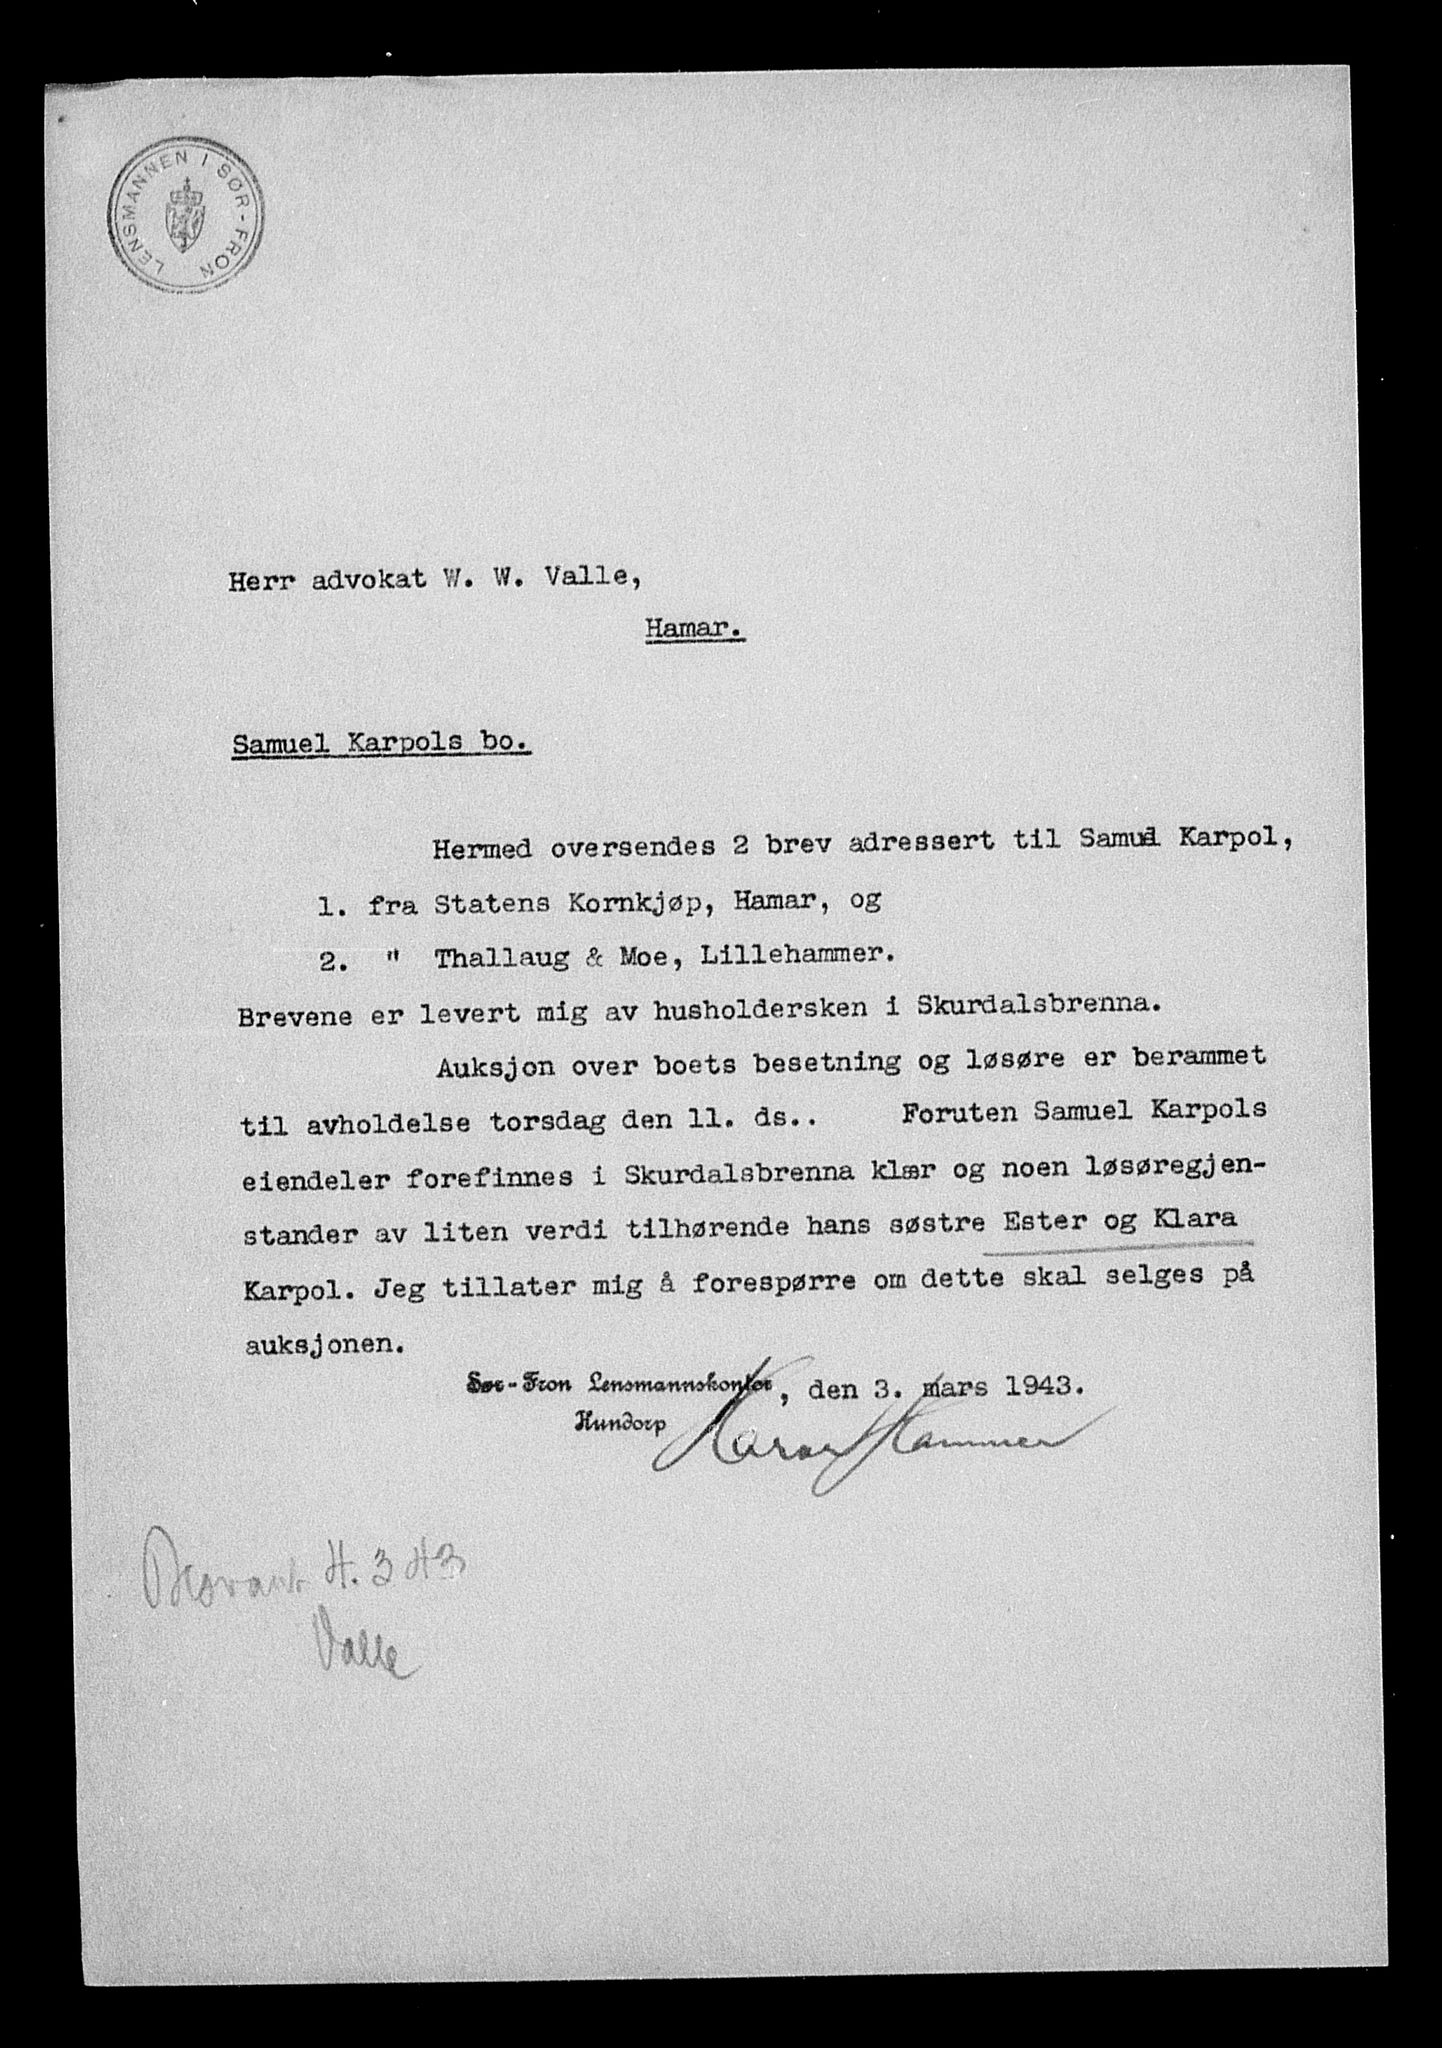 LENSMANNEN I SØR-FRON
Herr advokat W. W. Valle,
Hamar.
Samuel Karpols bo.
Hermed oversendes 2 brev adressert til Samuel Karpol,
1. fra Statens Kornkjøp, Hamar, og
2. " Thallaug & Moe, Lillehammer.
Brevene er levert mig av husholdersken i Skurdalsbrenna.
Auksjon over boets besetning og løsøre er berammet
til avholdelse torsdag den 11. ds.. Foruten Samuel Karpols
eiendeler forefinnes i Skurdalsbrenna klær og noen løsøregjen-
stander av liten verdi tilhørende hans søstre Ester og Klara
Karpol. Jeg tillater mig å forespørre om dette skal selges på
auksjonen.
Sør-Fron Lensmannskontor, den 3. mars 1943.
Hundorp
Hammer
4. 3 43
Valle